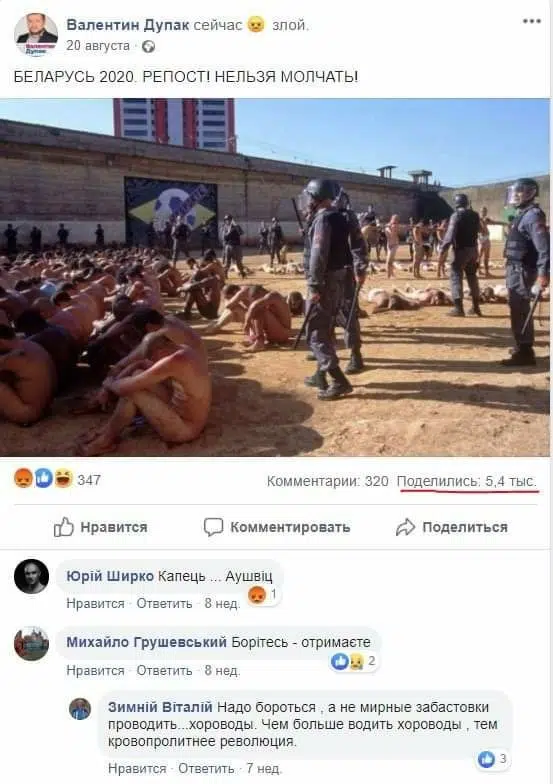 Валентин Дупак сейчас 😡 злой.
20 августа
БЕЛАРУСЬ 2020. РЕПОСТ! НЕЛЬЗЯ МОЛЧАТЬ!
347 Комментарии: 320 Поделились: 5,4 тыс.
Нравится Комментировать Поделиться
Юрій Ширко Капець ... Аушвіц
1
Нравится · Ответить · 8 нед.
Михайло Грушевський Борітесь - отримаєте
2
Нравится · Ответить · 8 нед.
Зимній Віталій Надо бороться , а не мирные забастовки
проводить...хороводы. Чем больше водить хороводы , тем
кровопролитнее революция.
3
Нравится · Ответить · 7 нед.